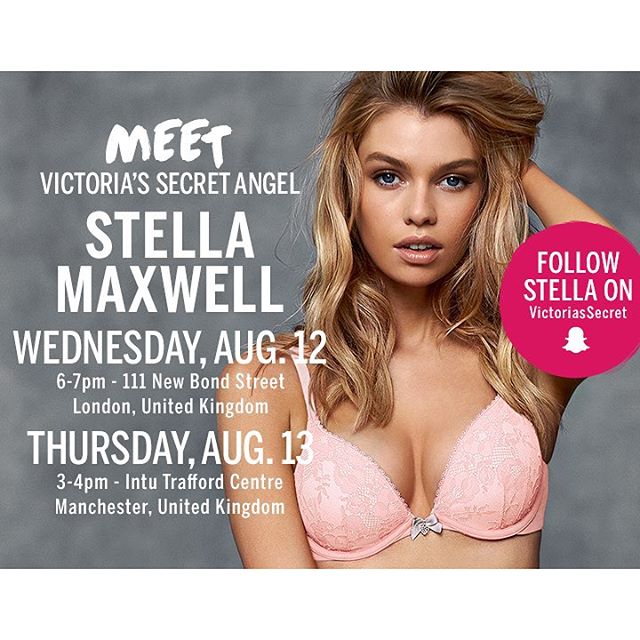 MEET
VICTORIA'S SECRET ANGEL
STELLA
MAXWELL
WEDNESDAY, AUG. 12
6-7pm - 111 New Bond Street
London, United Kingdom
THURSDAY, AUG. 13
3-4pm - Intu Trafford Centre
Manchester, United Kingdom
FOLLOW
STELLA ON
VictoriasSecret